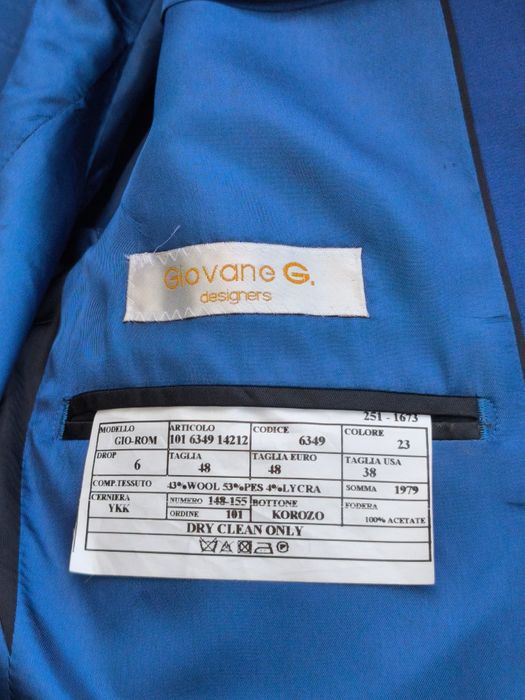 Giovane G.
designers
251 - 1673
MODELLO ARTICOLO CODICE COLORE
GIO-ROM 101 6349 14212 6349 23
DROP TAGLIA TAGLIA EURO TAGLIA USA
6 48 48 38
COMP.TESSUTO 43%WOOL 53%PES 4%LYCRA SOMMA 1979
CERNIERA NUMERO 148-155 BOTTONE FODERA
YKK ORDINE 101 KOROZO 100% ACETATE
DRY CLEAN ONLY